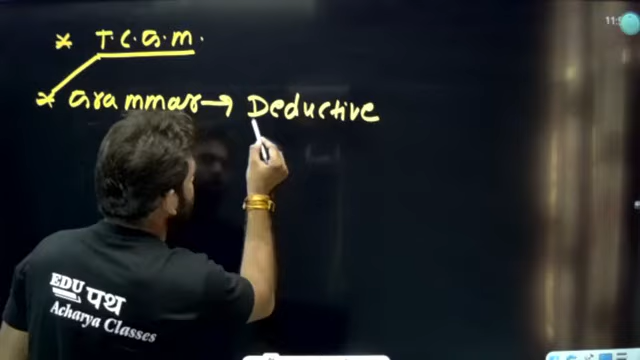 * T.C.G.M.
* Grammar → Deductive
EDU पथ
Acharya Classes